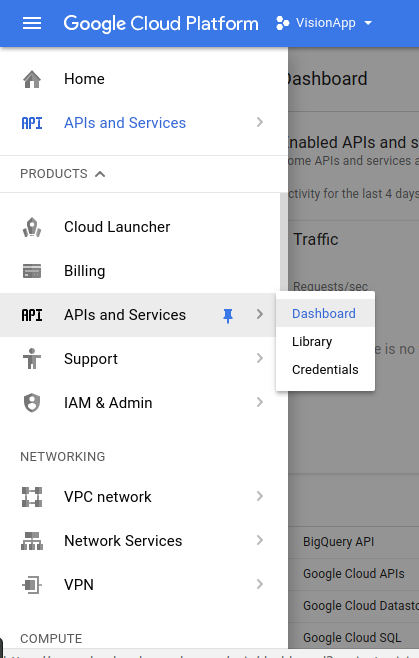 Google Cloud Platform VisionApp
Home
API APIs and Services
PRODUCTS
Cloud Launcher
Billing
API APIs and Services
Support
IAM & Admin
NETWORKING
VPC network
Network Services
VPN
COMPUTE
Dashboard
Library
Credentials
Dashboard
nabled APIs and s
ome APIs and services a
ctivity for the last 4 days
Traffic
Requests/sec
e is no
BigQuery API
Google Cloud APIs
Google Cloud Datasto
Google Cloud SQL